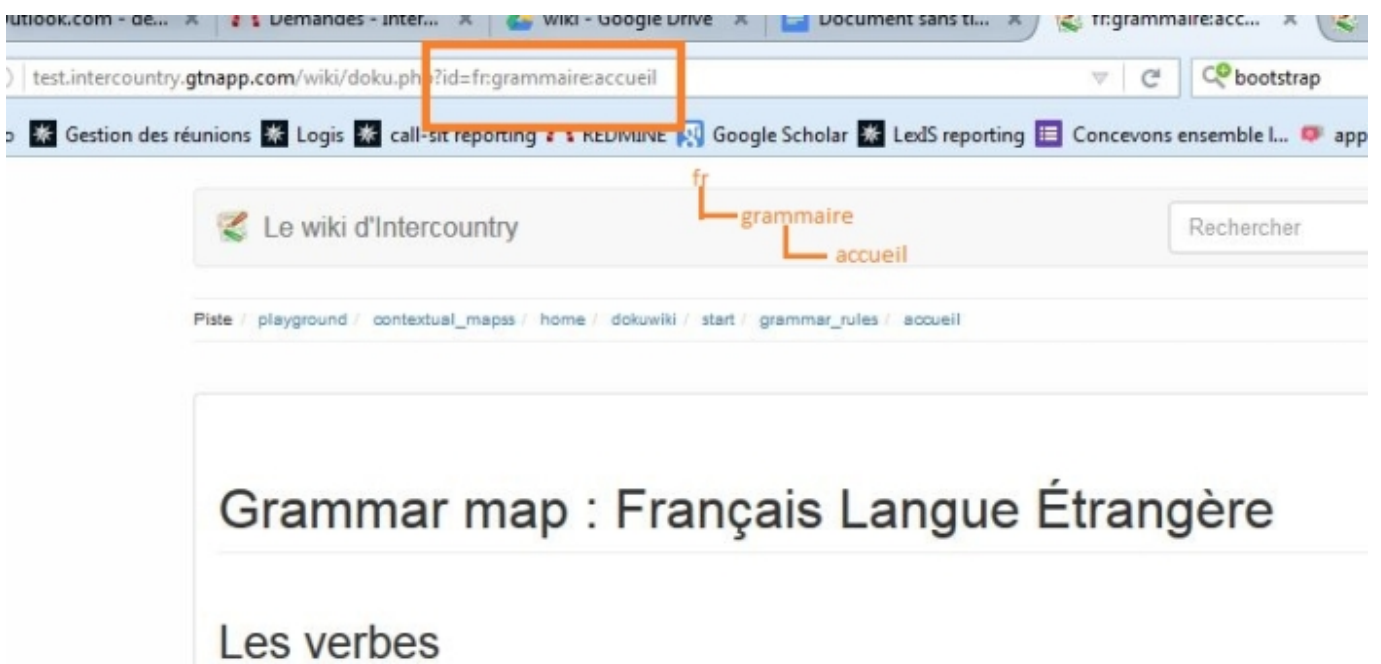 outlook.com - de... Demandes - Inter... wiki - Google Drive Document sans ti... fr:grammaire:acc...
test.intercountry.gtnapp.com/wiki/doku.php?id=fr:grammaire:accueil bootstrap
Gestion des réunions Logis call-sit reporting REDMINE Google Scholar LexIS reporting Concevons ensemble l... app
fr
grammaire
accueil
Le wiki d'Intercountry Rechercher
Piste / playground / contextual_mapss / home / dokuwiki / start / grammar_rules / accueil
Grammar map : Français Langue Étrangère
Les verbes